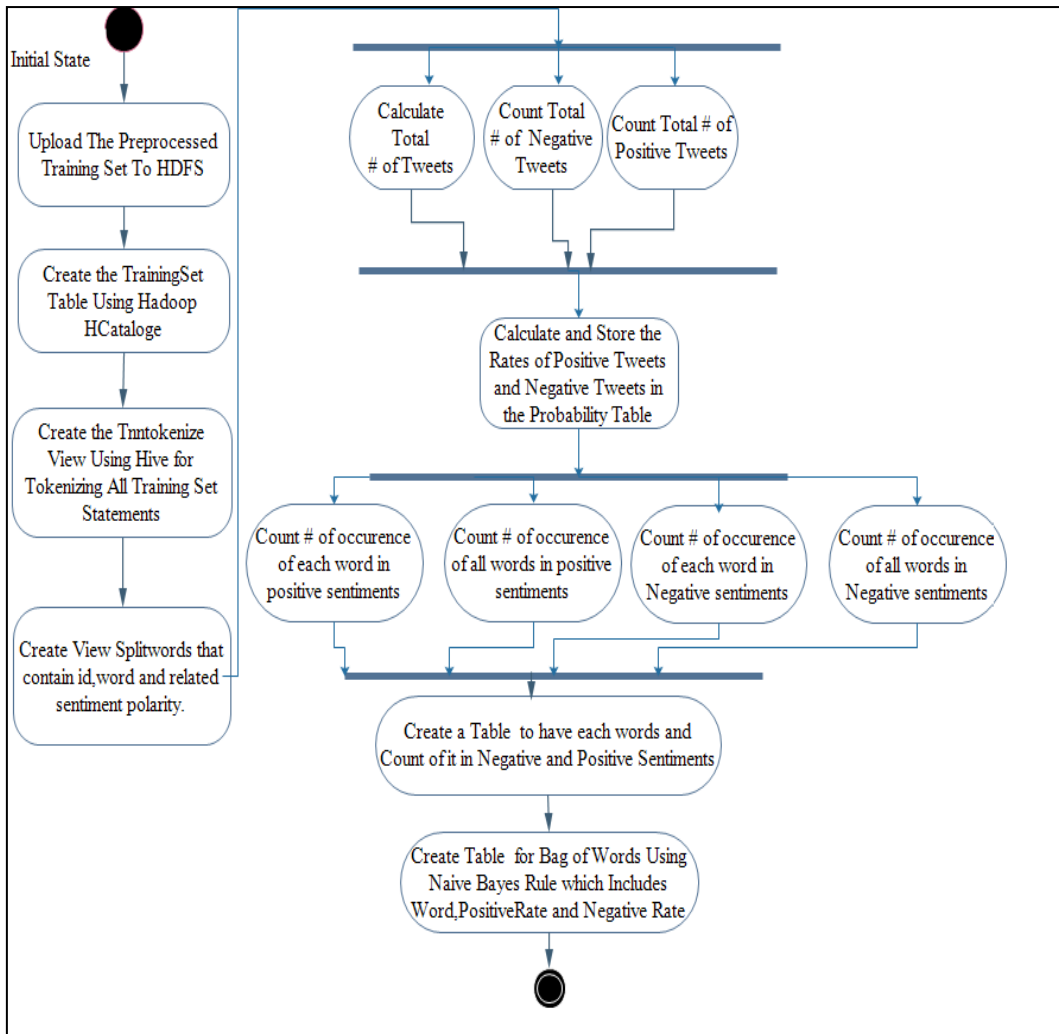 Initial State
Upload The Preprocessed
Training Set To HDFS
Create the TrainingSet
Table Using Hadoop
HCataloge
Create the Tnntokenize
View Using Hive for
Tokenizing All Training Set
Statements
Create View Splitwords that
contain id,word and related
sentiment polarity.
Calculate
Total
# of Tweets
Count Total
# of Negative
Tweets
Count Total # of
Positive Tweets
Calculate and Store the
Rates of Positive Tweets
and Negative Tweets in
the Probability Table
Count # of occurence
of each word in
positive sentiments
Count # of occurence
of all words in positive
sentiments
Count # of occurence
of each word in
Negative sentiments
Count # of occurence
of all words in
Negative sentiments
Create a Table to have each words and
Count of it in Negative and Positive Sentiments
Create Table for Bag of Words Using
Naive Bayes Rule which Includes
Word,PositiveRate and Negative Rate